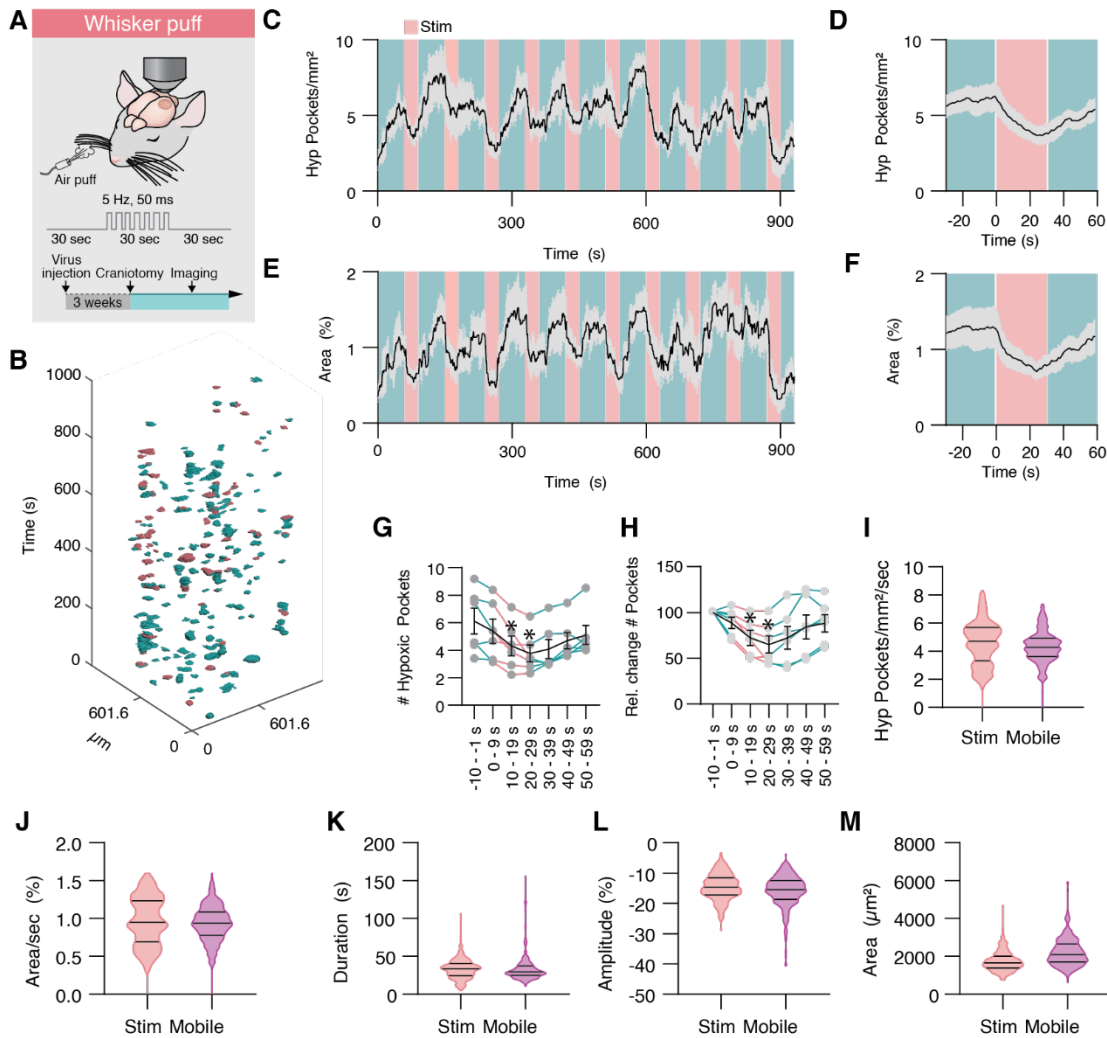 A
Whisker puff
Air puff
5 Hz, 50 ms
30 sec 30 sec 30 sec
Virus
injection Craniotomy Imaging
3 weeks
B
Time (s)
1000
800
600
400
200
0
601.6
µm
0 0
601.6
C
Stim
Hyp Pockets/mm²
10
5
0
0 300 600 900
Time (s)
D
Hyp Pockets/mm²
10
5
0
-20 0 20 40 60
Time (s)
E
Area (%)
2
1
0
0 300 600 900
Time (s)
F
Area (%)
2
1
0
-20 0 20 40 60
Time (s)
G
# Hypoxic Pockets
10
8
6
4
2
0
* *
-10 - -1 s
0 - 9 s
10 - 19 s
20 - 29 s
30 - 39 s
40 - 49 s
50 - 59 s
H
Rel. change # Pockets
150
100
50
0
* *
-10 - -1 s
0 - 9 s
10 - 19 s
20 - 29 s
30 - 39 s
40 - 49 s
50 - 59 s
I
Hyp Pockets/mm²/sec
10
8
6
4
2
0
Stim Mobile
J
Area/sec (%)
2.0
1.5
1.0
0.5
0.0
Stim Mobile
K
Duration (s)
200
150
100
50
0
Stim Mobile
L
Amplitude (%)
0
-10
-20
-30
-40
-50
Stim Mobile
M
Area (µm²)
8000
6000
4000
2000
0
Stim Mobile